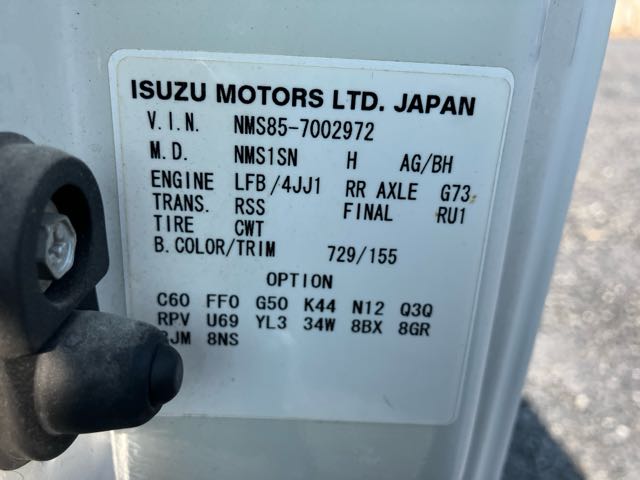 ISUZU MOTORS LTD. JAPAN
V.I.N. NMS85-7002972
M.D. NMS1SN H AG/BH
ENGINE LFB/4JJ1 RR AXLE G73
TRANS. RSS FINAL RU1
TIRE CWT
B.COLOR/TRIM 729/155
OPTION
C60 FF0 G50 K44 N12 Q3Q
RPV U69 YL3 34W 8BX 8GR
8NS